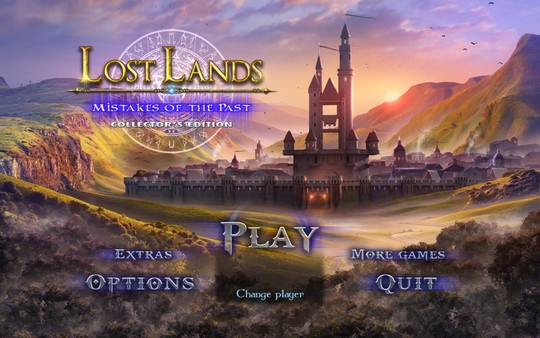 Lost Lands
Mistakes of the Past
Collector's Edition
Play
Extras
More games
Options
Quit
Change player